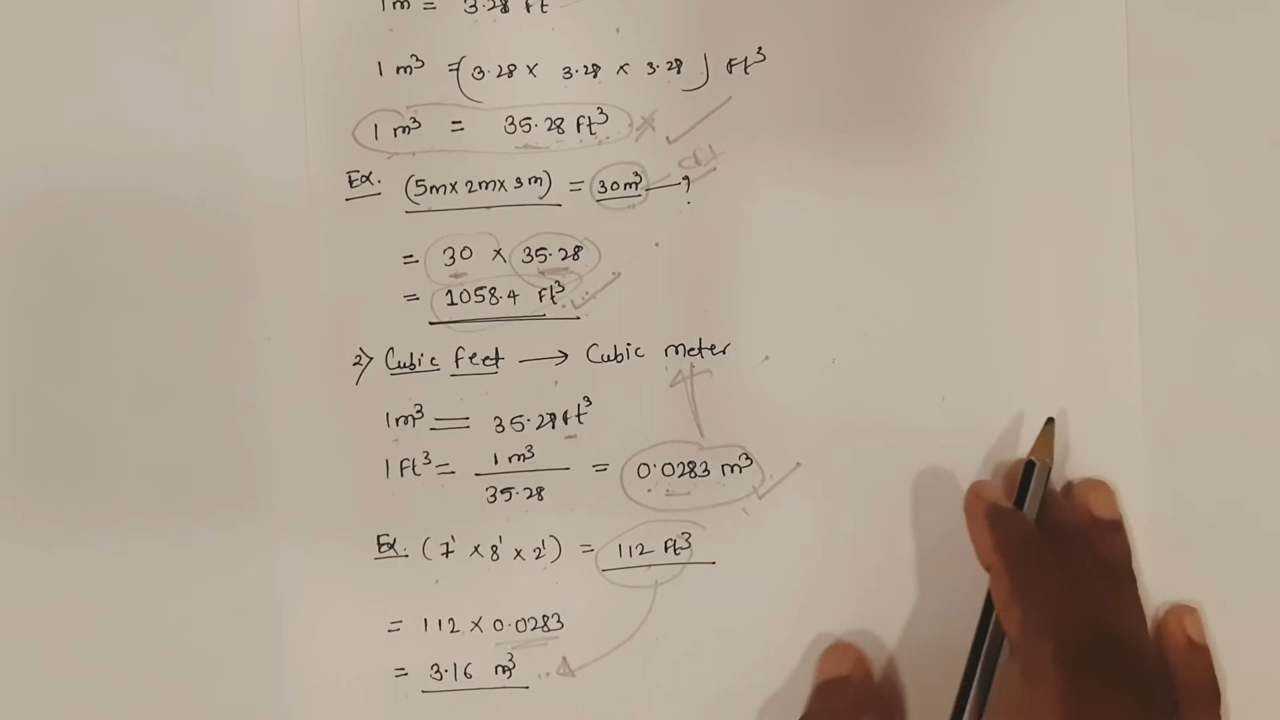 1m = 3.28 ft
1 m³ = (3.28 × 3.28 × 3.28) Ft³
1 m³ = 35.28 ft³
Ex. (5m × 2m × 3m) = 30m³ → ?
= 30 × 35.28
= 1058.4 Ft³
2) Cubic feet → Cubic meter
1m³ = 35.28ft³
1 Ft³ = 1 m³ / 35.28 = 0.0283 m³
Ex. (7' × 8' × 2') = 112 Ft³
= 112 × 0.0283
= 3.16 m³